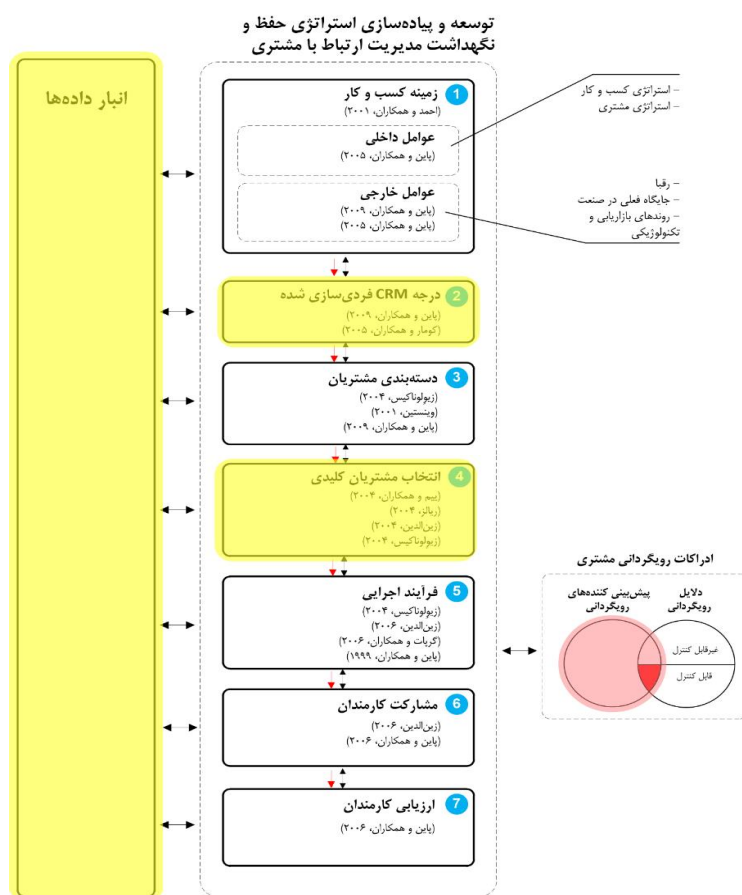 توسعه و پیاده‌سازی استراتژی حفظ و
نگهداشت مدیریت ارتباط با مشتری
انبار داده‌ها
1 زمینه کسب و کار
(احمد و همکاران، ۲۰۰۱)
عوامل داخلی
(پاین و همکاران، ۲۰۰۵)
عوامل خارجی
(پاین و همکاران، ۲۰۰۹)
(پاین و همکاران، ۲۰۰۵)
– استراتژی کسب و کار
– استراتژی مشتری
– رقبا
– جایگاه فعلی در صنعت
– روندهای بازاریابی و
تکنولوژیکی
2 درجه CRM فردی‌سازی شده
(پاین و همکاران، ۲۰۰۹)
(کومار و همکاران، ۲۰۰۵)
3 دسته‌بندی مشتریان
(زیولوناکیس، ۲۰۰۴)
(وینستین، ۲۰۰۱)
(پاین و همکاران، ۲۰۰۹)
4 انتخاب مشتریان کلیدی
(پیم و همکاران، ۲۰۰۴)
(ریالز، ۲۰۰۴)
(زین‌الدین، ۲۰۰۴)
(زیولوناکیس، ۲۰۰۴)
5 فرآیند اجرایی
(زیولوناکیس، ۲۰۰۴)
(زین‌الدین، ۲۰۰۶)
(گریات و همکاران، ۲۰۰۶)
(پاین و همکاران، ۱۹۹۹)
6 مشارکت کارمندان
(زین‌الدین، ۲۰۰۶)
(پاین و همکاران، ۲۰۰۶)
7 ارزیابی کارمندان
(پاین و همکاران، ۲۰۰۶)
ادراکات رویگردانی مشتری
دلایل
رویگردانی
پیش‌بینی کننده‌های
رویگردانی
غیرقابل کنترل
قابل کنترل